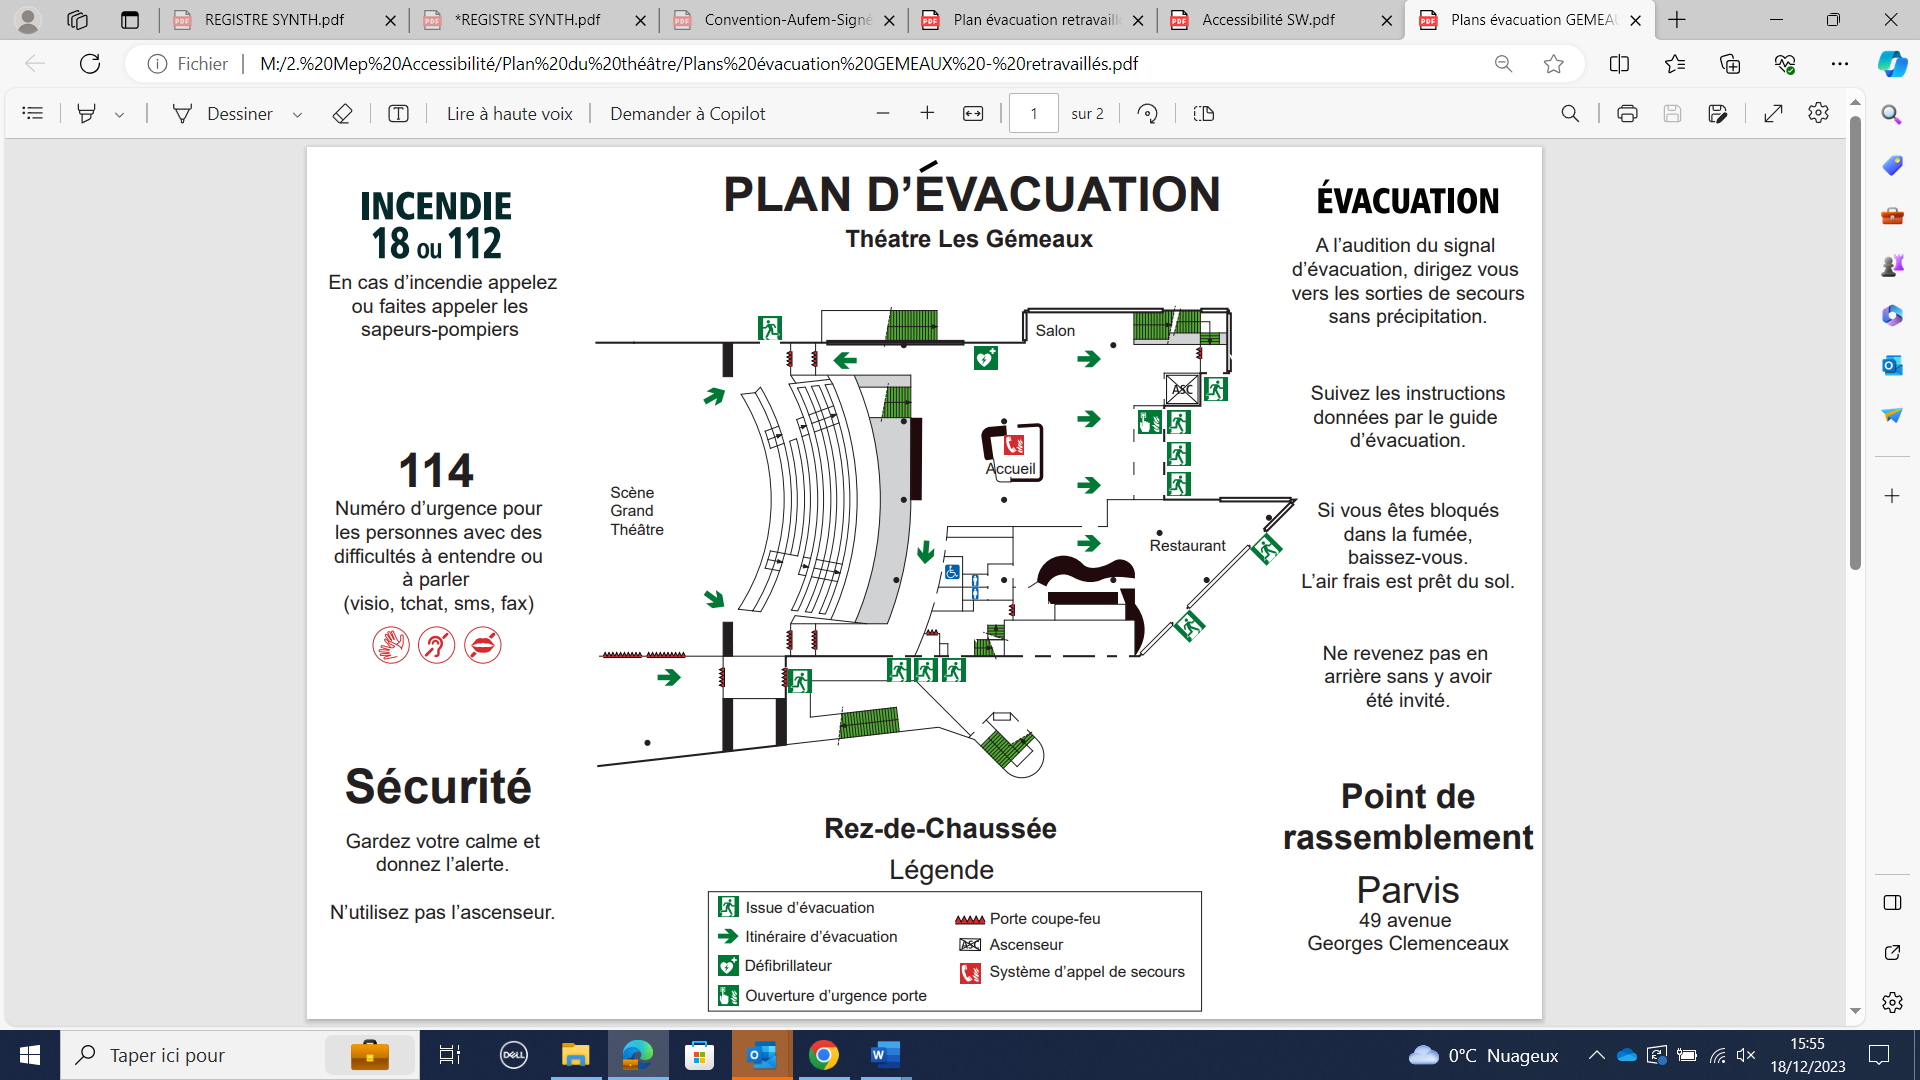 REGISTRE SYNTH.pdf
*REGISTRE SYNTH.pdf
Convention-Aufem-Signé
Plan évacuation retravaillé
Accessibilité SW.pdf
Plans évacuation GEMEAU
Fichier
M:/2.%20Mep%20Accessibilité/Plan%20du%20théâtre/Plans%20évacuation%20GEMEAUX%20-%20retravaillés.pdf
Dessiner
Lire à haute voix
Demander à Copilot
1
sur 2
INCENDIE
18 OU 112
En cas d’incendie appelez
ou faites appeler les
sapeurs-pompiers
114
Numéro d’urgence pour
les personnes avec des
difficultés à entendre ou
à parler
(visio, tchat, sms, fax)
Sécurité
Gardez votre calme et
donnez l’alerte.
N’utilisez pas l’ascenseur.
PLAN D’ÉVACUATION
Théatre Les Gémeaux
Salon
ASC
Accueil
Scène
Grand
Théâtre
Restaurant
Rez-de-Chaussée
Légende
Issue d’évacuation
Itinéraire d’évacuation
Défibrillateur
Ouverture d’urgence porte
Porte coupe-feu
ASC
Ascenseur
Système d’appel de secours
ÉVACUATION
A l’audition du signal
d’évacuation, dirigez vous
vers les sorties de secours
sans précipitation.
Suivez les instructions
données par le guide
d’évacuation.
Si vous êtes bloqués
dans la fumée,
baissez-vous.
L’air frais est prêt du sol.
Ne revenez pas en
arrière sans y avoir
été invité.
Point de
rassemblement
Parvis
49 avenue
Georges Clemenceaux
Taper ici pour
DELL
0°C Nuageux
15:55
18/12/2023